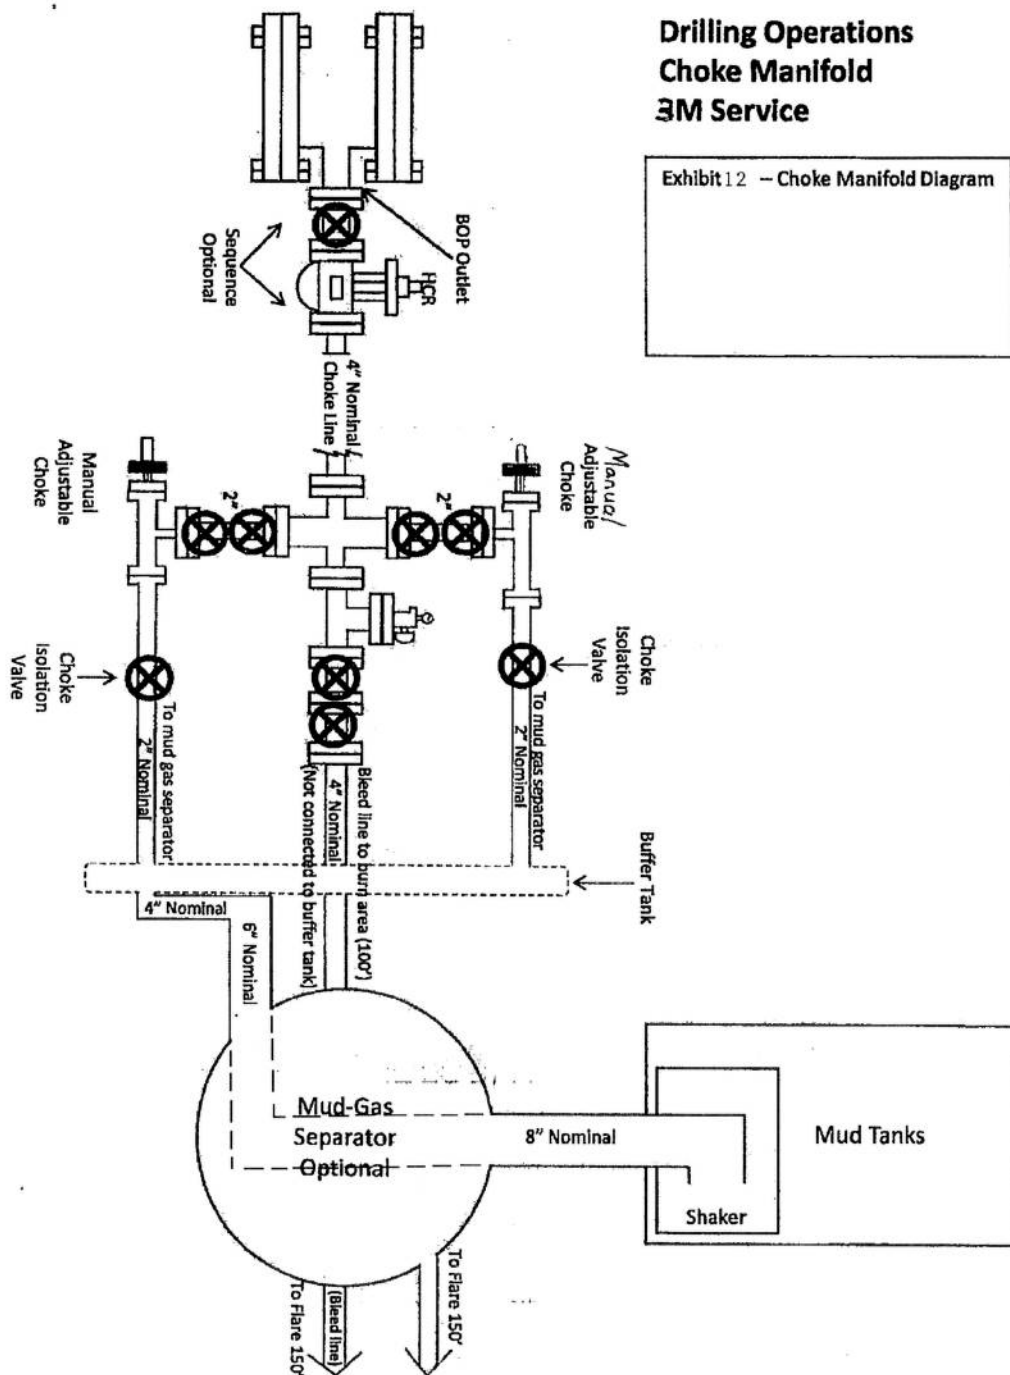 Drilling Operations
Choke Manifold
3M Service
Exhibit 12 – Choke Manifold Diagram
BOP Outlet
HCR
Sequence
Optional
4" Nominal
Choke Line
Manual
Adjustable
Choke
2"
2"
Manual
Adjustable
Choke
Choke
Isolation
Valve
Choke
Isolation
Valve
To mud gas separator
2" Nominal
Bleed line to burn area (100')
4" Nominal
(Not connected to buffer tank)
To mud gas separator
2" Nominal
Buffer Tank
4" Nominal
6" Nominal
Mud-Gas
Separator
Optional
8" Nominal
Mud Tanks
Shaker
To Flare 150'
(Bleed line)
To Flare 150'